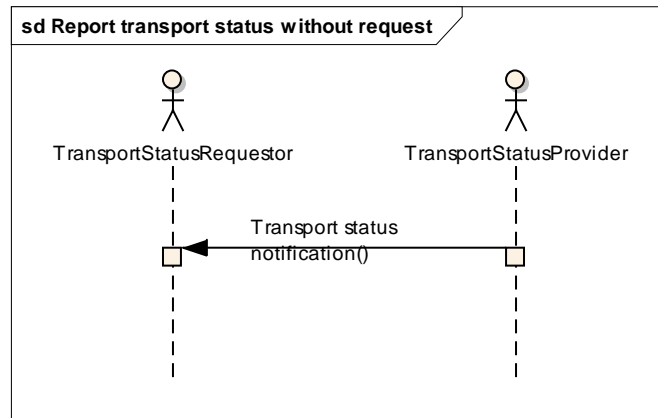 sd Report transport status without request
TransportStatusRequestor
TransportStatusProvider
Transport status
notification()